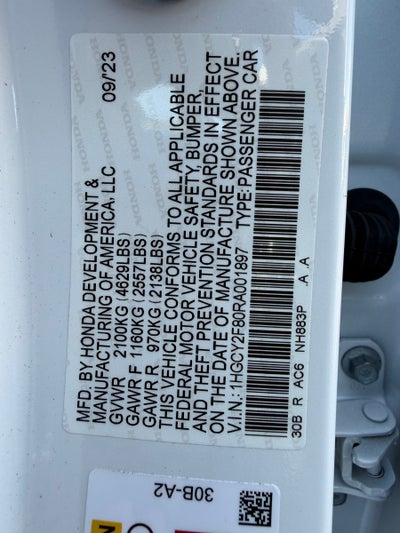 MFD. BY HONDA DEVELOPMENT & 09/'23
MANUFACTURING OF AMERICA, LLC
GVWR 2100KG (4629LBS)
GAWR F 1160KG (2557LBS)
GAWR R 970KG (2138LBS)
THIS VEHICLE CONFORMS TO ALL APPLICABLE
FEDERAL MOTOR VEHICLE SAFETY, BUMPER,
AND THEFT PREVENTION STANDARDS IN EFFECT
ON THE DATE OF MANUFACTURE SHOWN ABOVE.
V.I.N.: 1HGCY2F80RA001897 TYPE: PASSENGER CAR
30B R AC6 NH883P .A .A
30B-A2